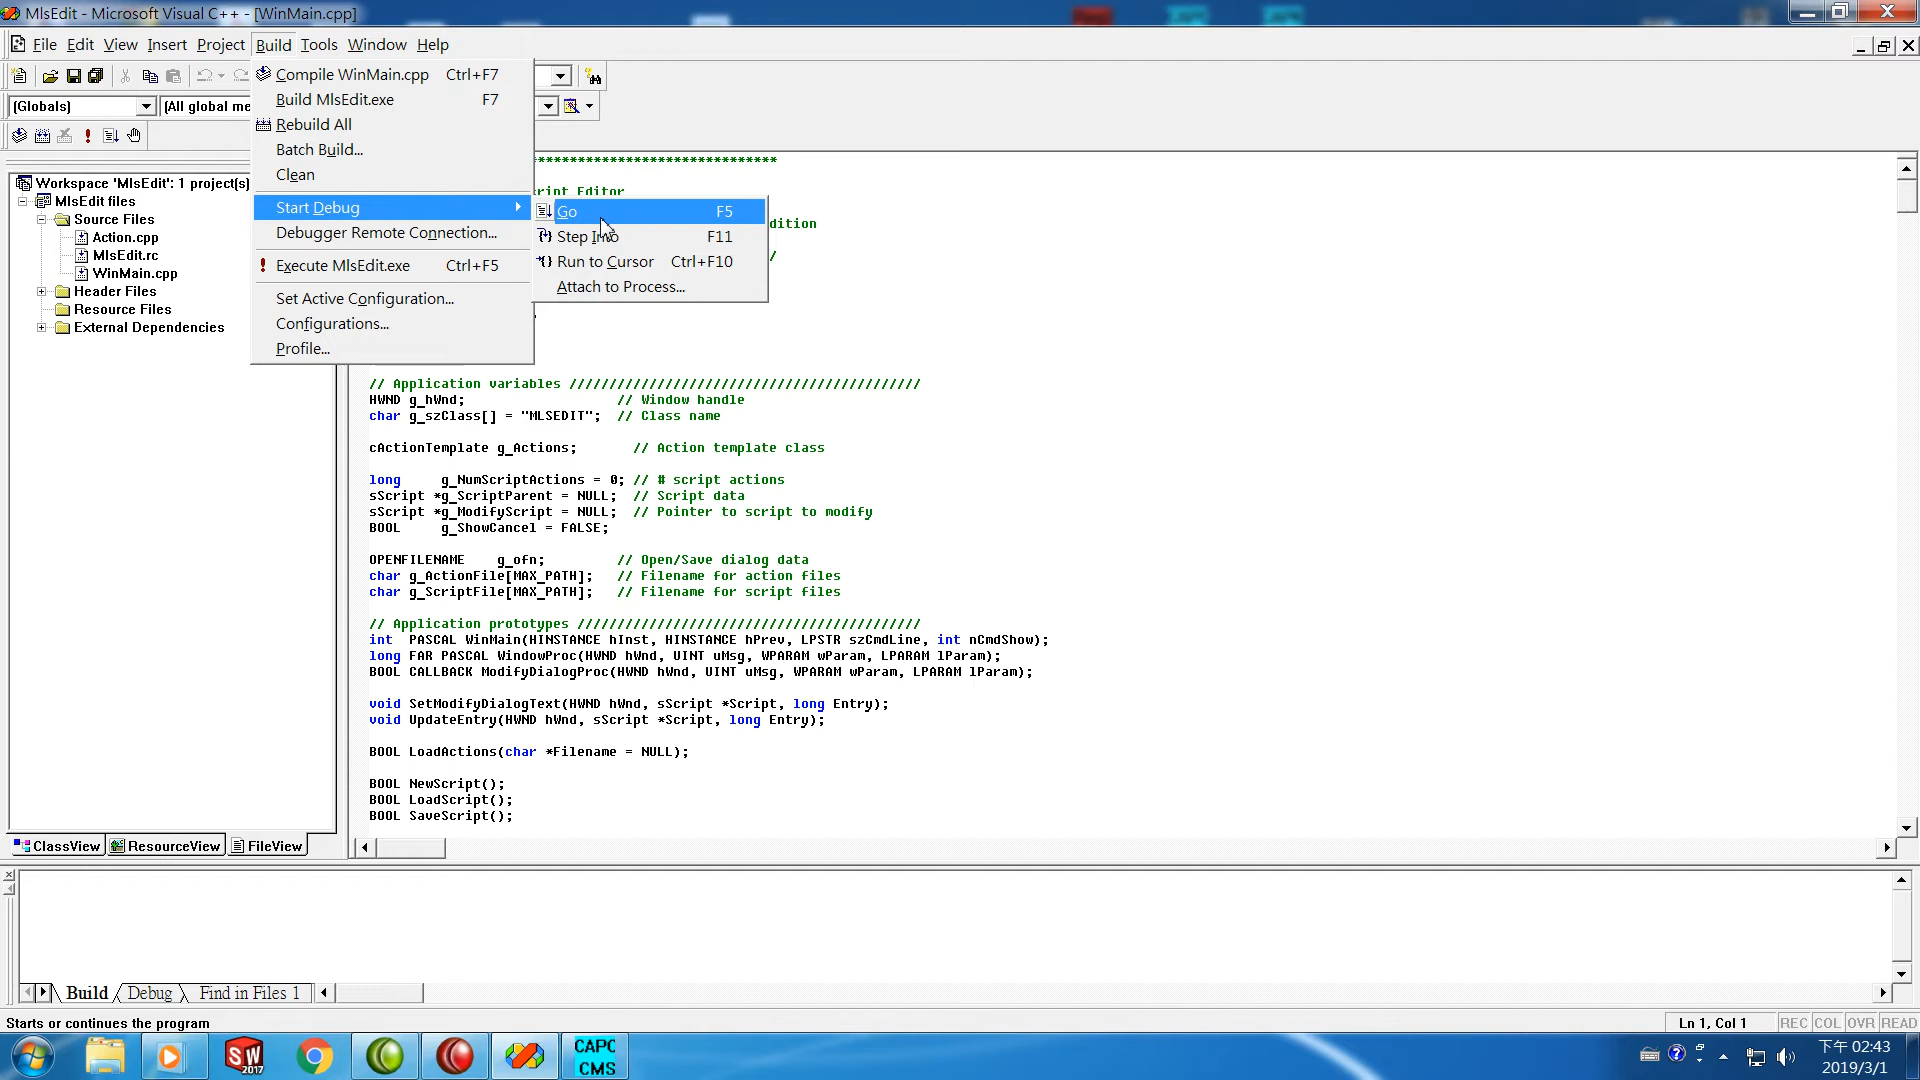 MlsEdit - Microsoft Visual C++ - [WinMain.cpp]
File Edit View Insert Project Build Tools Window Help
(Globals) (All global me
Compile WinMain.cpp Ctrl+F7
Build MlsEdit.exe F7
Rebuild All
Batch Build...
Clean
Start Debug
Debugger Remote Connection...
Execute MlsEdit.exe Ctrl+F5
Set Active Configuration...
Configurations...
Profile...
Go F5
Step Into F11
Run to Cursor Ctrl+F10
Attach to Process...
Workspace 'MlsEdit': 1 project(s)
MlsEdit files
Source Files
Action.cpp
MlsEdit.rc
WinMain.cpp
Header Files
Resource Files
External Dependencies
ClassView ResourceView FileView
******************************
ript Editor
dition
/
// Application variables ////////////////////////////////////////////
HWND g_hWnd; // Window handle
char g_szClass[] = "MLSEDIT"; // Class name
cActionTemplate g_Actions; // Action template class
long g_NumScriptActions = 0; // # script actions
sScript *g_ScriptParent = NULL; // Script data
sScript *g_ModifyScript = NULL; // Pointer to script to modify
BOOL g_ShowCancel = FALSE;
OPENFILENAME g_ofn; // Open/Save dialog data
char g_ActionFile[MAX_PATH]; // Filename for action files
char g_ScriptFile[MAX_PATH]; // Filename for script files
// Application prototypes ///////////////////////////////////////////
int PASCAL WinMain(HINSTANCE hInst, HINSTANCE hPrev, LPSTR szCmdLine, int nCmdShow);
long FAR PASCAL WindowProc(HWND hWnd, UINT uMsg, WPARAM wParam, LPARAM lParam);
BOOL CALLBACK ModifyDialogProc(HWND hWnd, UINT uMsg, WPARAM wParam, LPARAM lParam);
void SetModifyDialogText(HWND hWnd, sScript *Script, long Entry);
void UpdateEntry(HWND hWnd, sScript *Script, long Entry);
BOOL LoadActions(char *Filename = NULL);
BOOL NewScript();
BOOL LoadScript();
BOOL SaveScript();
Build Debug Find in Files 1
Starts or continues the program
Ln 1, Col 1 REC COL OVR READ
SW 2017
CAPC
CMS
下午 02:43
2019/3/1